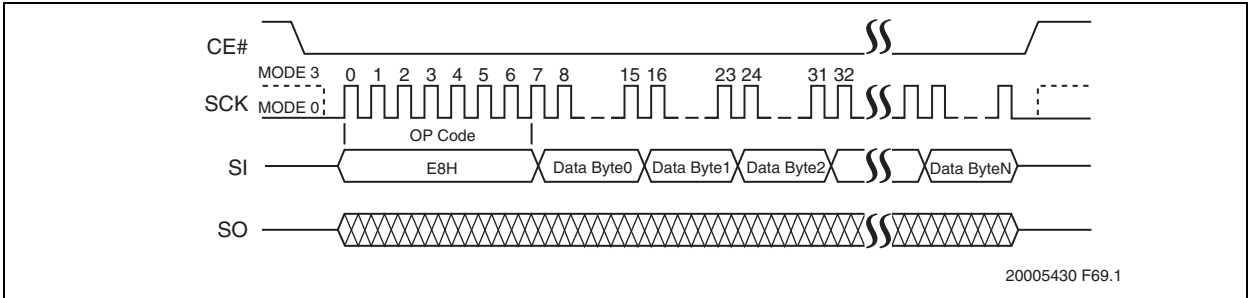 CE#
MODE 3 0 1 2 3 4 5 6 7 8 15 16 23 24 31 32
SCK MODE 0
OP Code
SI E8H Data Byte0 Data Byte1 Data Byte2 Data ByteN
SO
20005430 F69.1